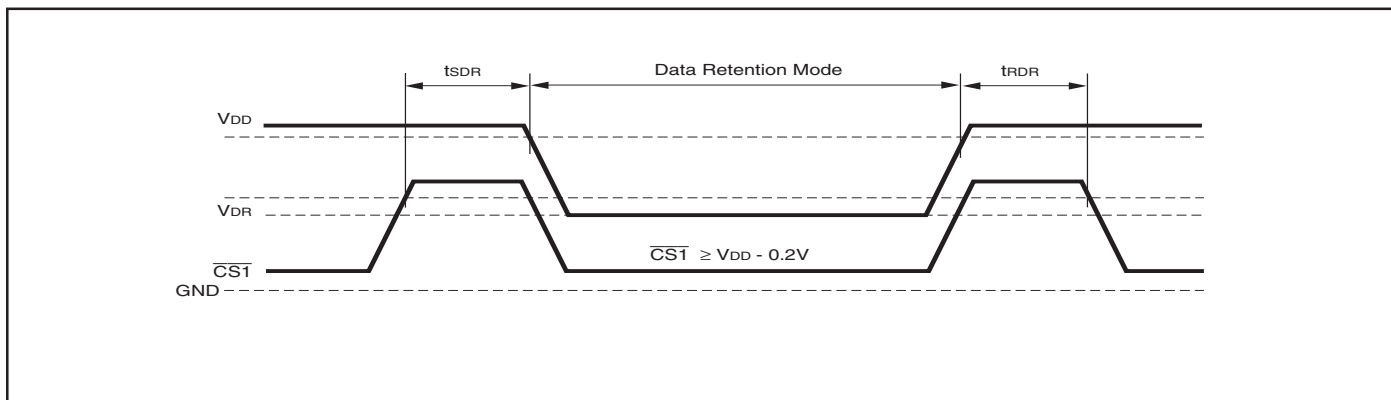 tSDR Data Retention Mode tRDR
VDD
VDR
CS1 ≥ VDD - 0.2V
CS1
GND